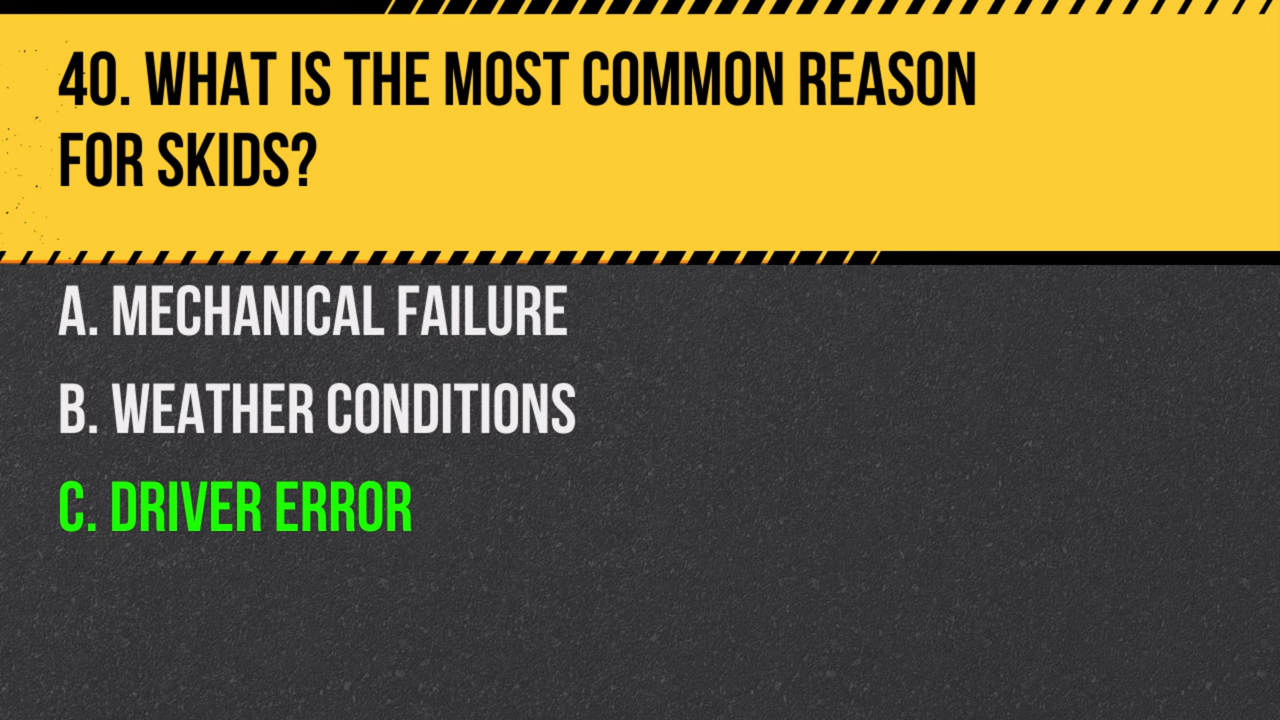 40. WHAT IS THE MOST COMMON REASON
FOR SKIDS?
A. MECHANICAL FAILURE
B. WEATHER CONDITIONS
C. DRIVER ERROR